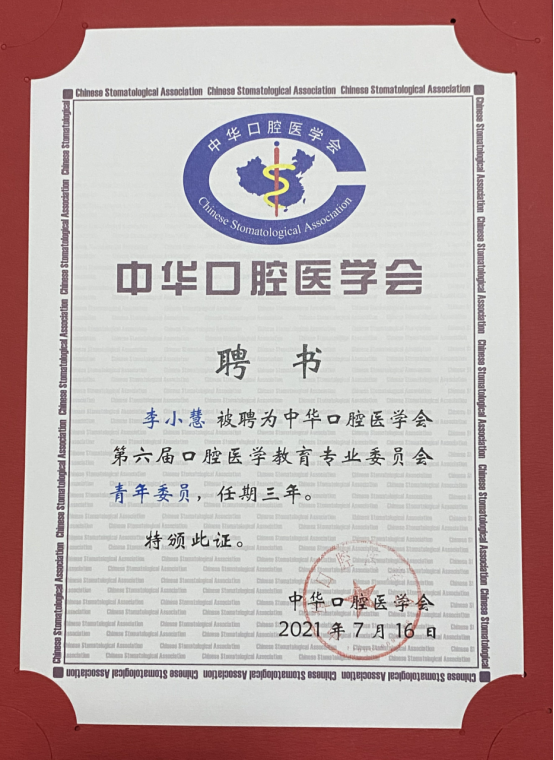 Chinese Stomatological Association Chinese Stomatological Association Chinese Stomatological Association
中华口腔医学会
Chinese Stomatological Association
中华口腔医学会
聘 书
李小慧 被聘为中华口腔医学会
第六届口腔医学教育专业委员会
青年委员，任期三年。
特颁此证。
中华口腔医学会
2021 年 7 月 16 日